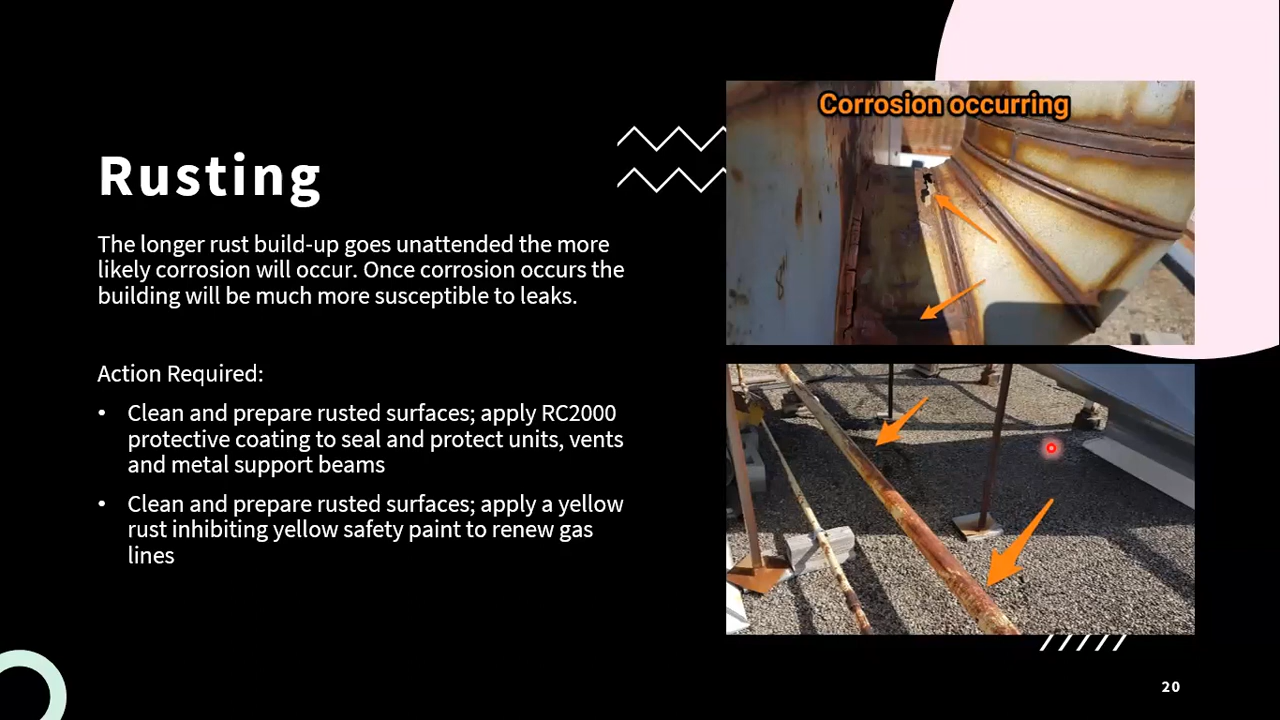 Rusting
The longer rust build-up goes unattended the more
likely corrosion will occur. Once corrosion occurs the
building will be much more susceptible to leaks.
Action Required:
• Clean and prepare rusted surfaces; apply RC2000
protective coating to seal and protect units, vents
and metal support beams
• Clean and prepare rusted surfaces; apply a yellow
rust inhibiting yellow safety paint to renew gas
lines
Corrosion occurring
20